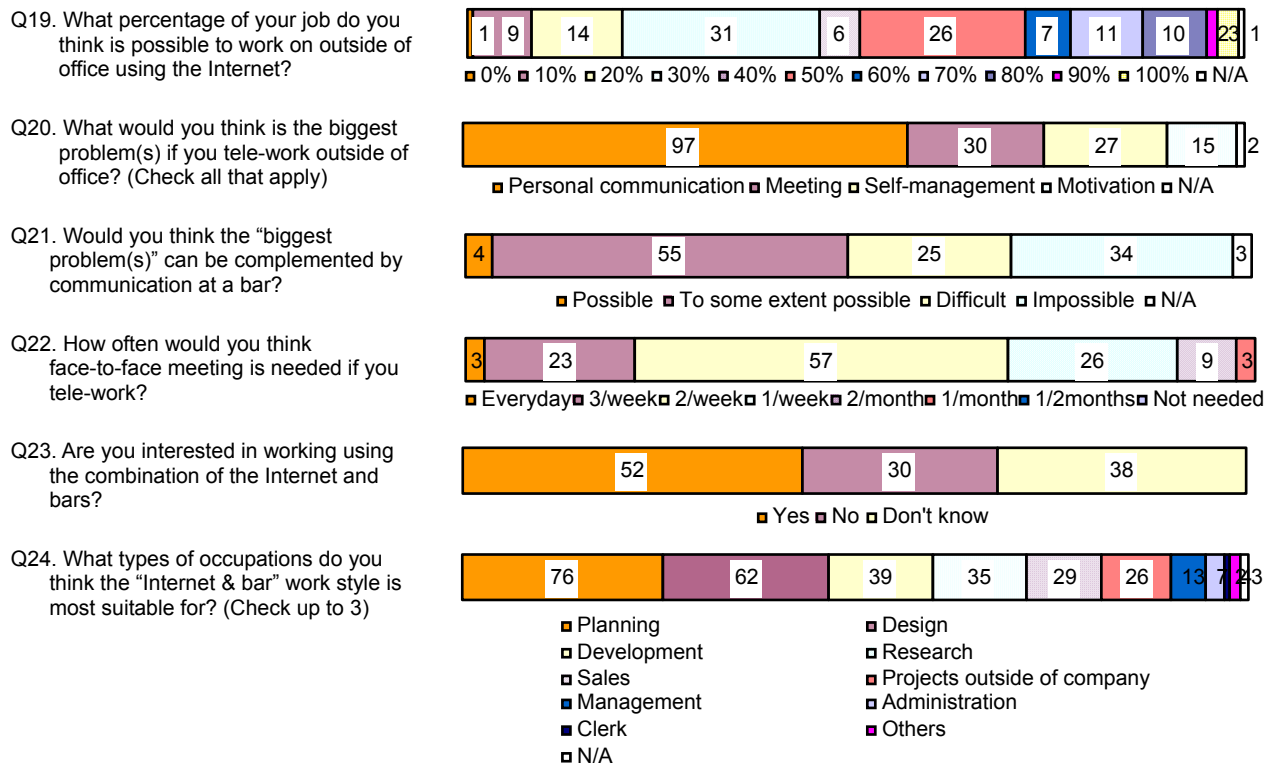 Q19. What percentage of your job do you
think is possible to work on outside of
office using the Internet?
1 9 14 31 6 26 7 11 10 2 3 1
0% 10% 20% 30% 40% 50% 60% 70% 80% 90% 100% N/A
Q20. What would you think is the biggest
problem(s) if you tele-work outside of
office? (Check all that apply)
97 30 27 15 2
Personal communication Meeting Self-management Motivation N/A
Q21. Would you think the “biggest
problem(s)” can be complemented by
communication at a bar?
4 55 25 34 3
Possible To some extent possible Difficult Impossible N/A
Q22. How often would you think
face-to-face meeting is needed if you
tele-work?
3 23 57 26 9 3
Everyday 3/week 2/week 1/week 2/month 1/month 1/2months Not needed
Q23. Are you interested in working using
the combination of the Internet and
bars?
52 30 38
Yes No Don't know
Q24. What types of occupations do you
think the “Internet & bar” work style is
most suitable for? (Check up to 3)
76 62 39 35 29 26 13 7 2 4 3
Planning Design
Development Research
Sales Projects outside of company
Management Administration
Clerk Others
N/A